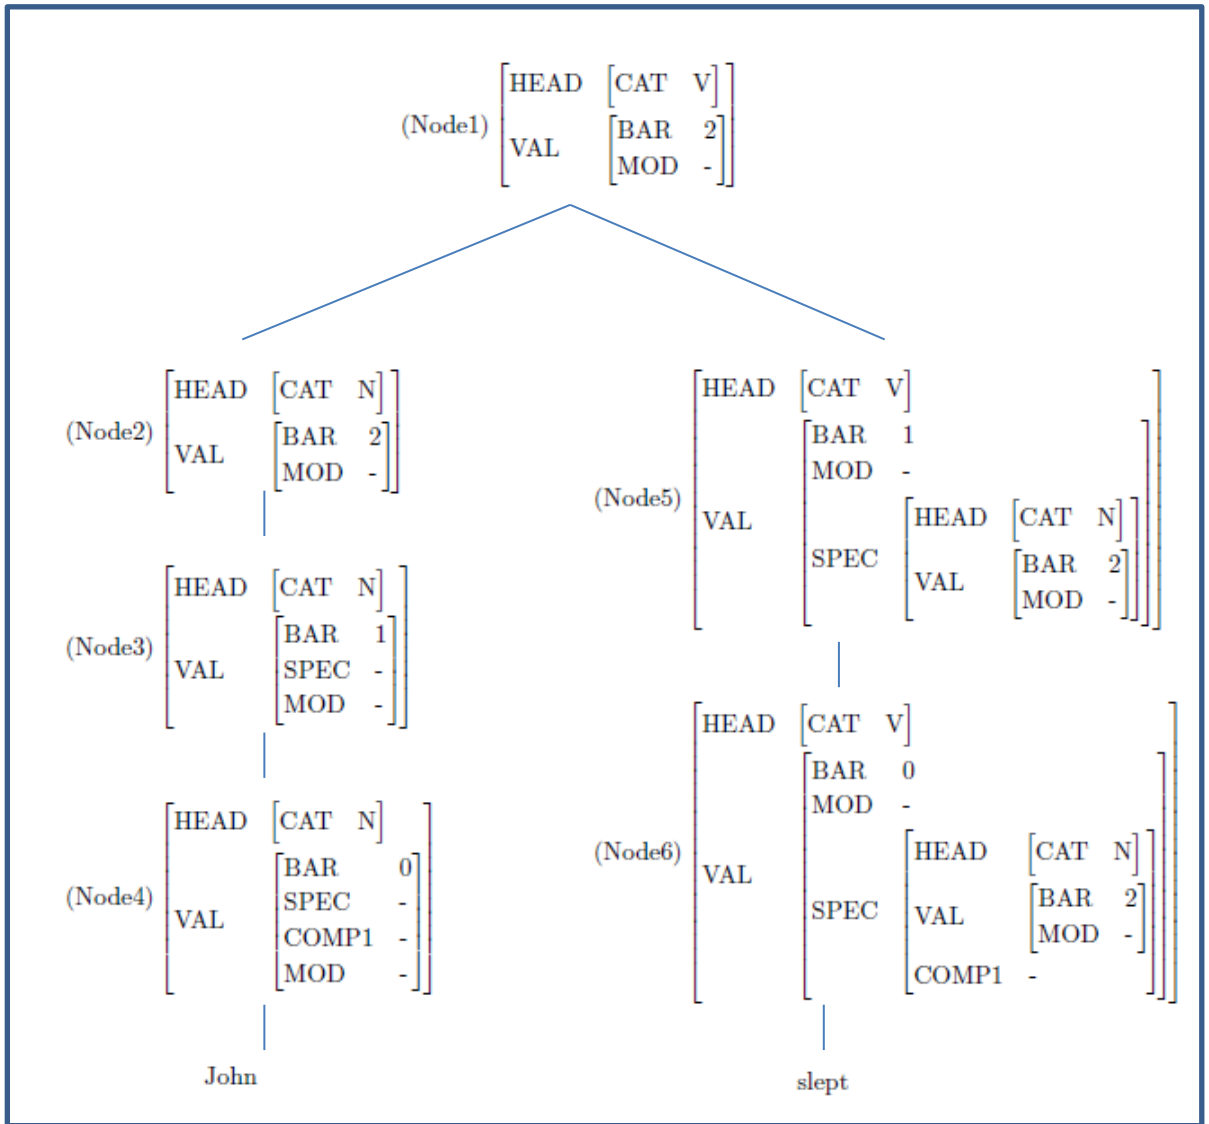 (Node1) HEAD [CAT V]
VAL [BAR 2
MOD -]
(Node2) HEAD [CAT N]
VAL [BAR 2
MOD -]
(Node3) HEAD [CAT N]
VAL [BAR 1
SPEC -
MOD -]
(Node4) HEAD [CAT N]
VAL [BAR 0
SPEC -
COMP1 -
MOD -]
John
(Node5) HEAD [CAT V]
VAL [BAR 1
MOD -
SPEC [HEAD [CAT N]
VAL [BAR 2
MOD -]]]
(Node6) HEAD [CAT V]
VAL [BAR 0
MOD -
SPEC [HEAD [CAT N]
VAL [BAR 2
MOD -]
COMP1 -]]
slept